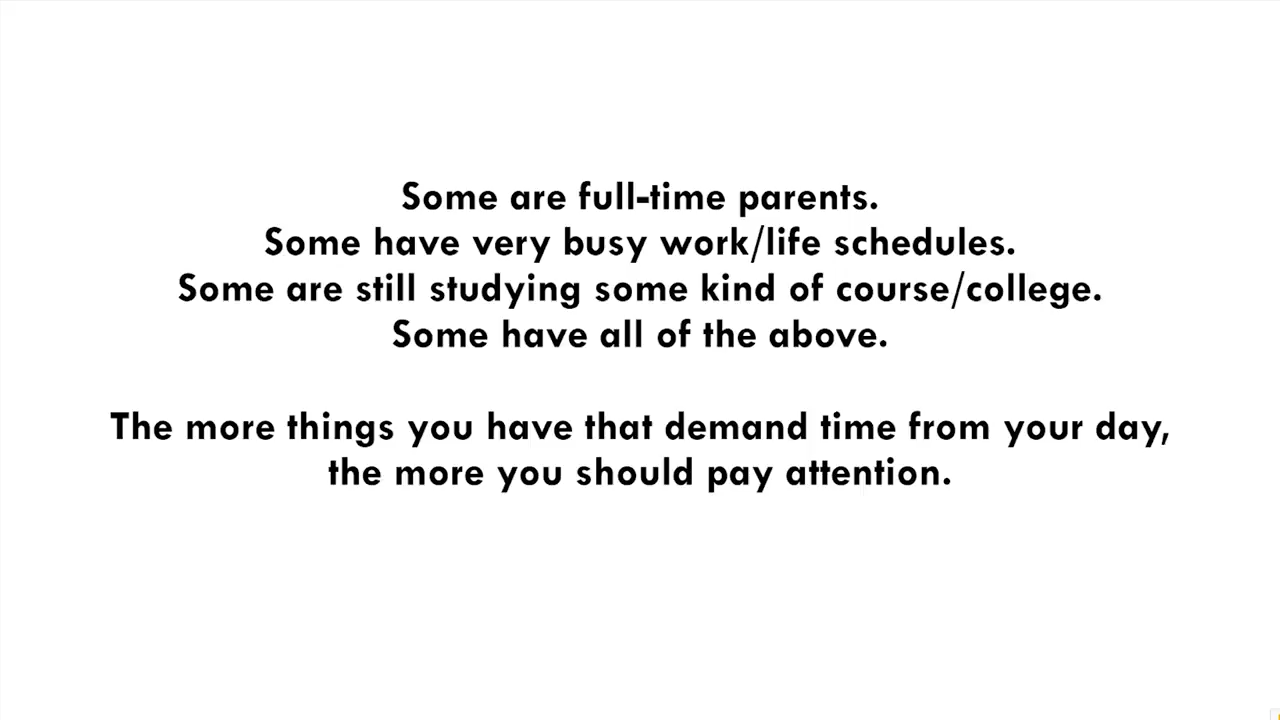 Some are full-time parents.
Some have very busy work/life schedules.
Some are still studying some kind of course/college.
Some have all of the above.
The more things you have that demand time from your day,
the more you should pay attention.